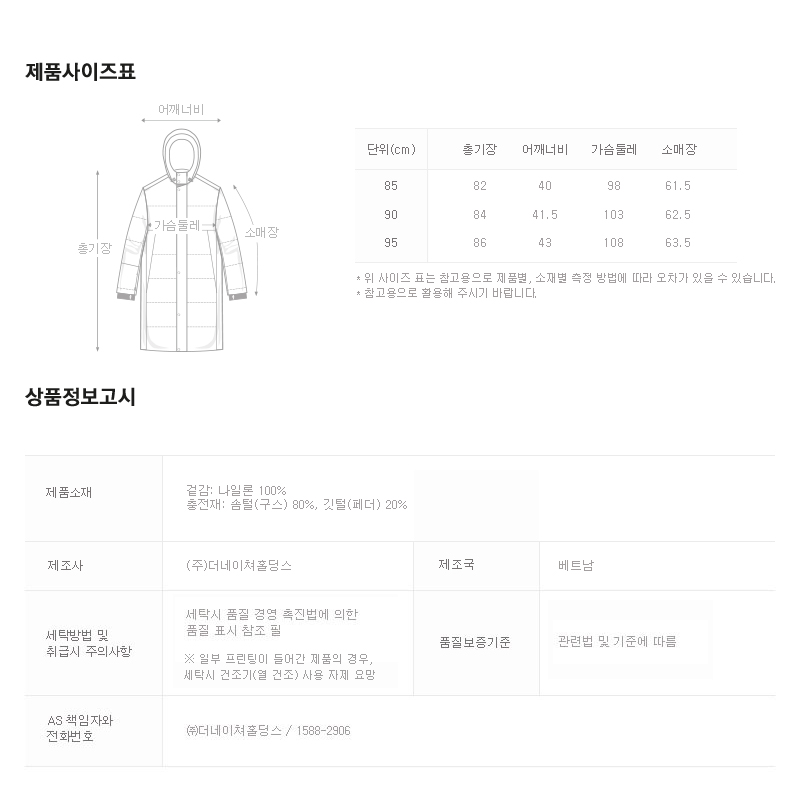 제품사이즈표
어깨너비
가슴둘레
소매장
총기장
단위(cm) 총기장 어깨너비 가슴둘레 소매장
85 82 40 98 61.5
90 84 41.5 103 62.5
95 86 43 108 63.5
* 위 사이즈 표는 참고용으로 제품별, 소재별 측정 방법에 따라 오차가 있을 수 있습니다.
* 참고용으로 활용해 주시기 바랍니다.
상품정보고시
제품소재
겉감: 나일론 100%
충전재: 솜털(구스) 80%, 깃털(페더) 20%
제조사 (주)더네이쳐홀딩스 제조국 베트남
세탁방법 및
취급시 주의사항
세탁시 품질 경영 촉진법에 의한
품질 표시 참조 필
※ 일부 프린팅이 들어간 제품의 경우,
세탁시 건조기(열 건조) 사용 자제 요망
품질보증기준 관련법 및 기준에 따름
AS 책임자와
전화번호
㈜더네이쳐홀딩스 / 1588-2906